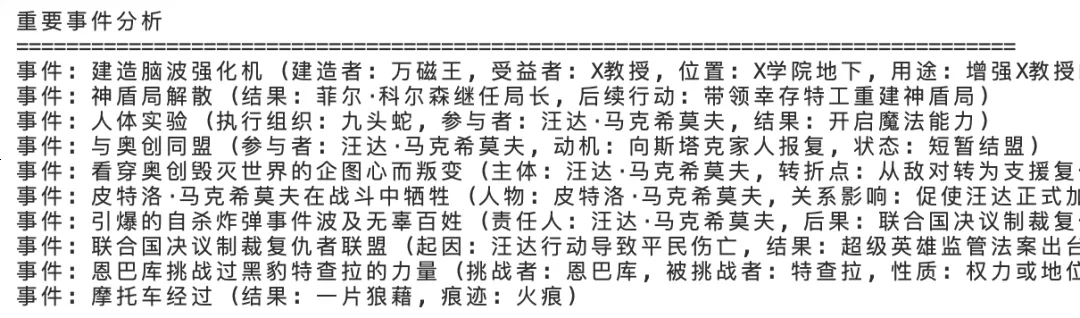 重要事件分析
================================================================================
事件: 建造脑波强化机 (建造者: 万磁王, 受益者: X教授, 位置: X学院地下, 用途: 增强X教授
事件: 神盾局解散 (结果: 菲尔·科尔森继任局长, 后续行动: 带领幸存特工重建神盾局)
事件: 人体实验 (执行组织: 九头蛇, 参与者: 汪达·马克希莫夫, 结果: 开启魔法能力)
事件: 与奥创同盟 (参与者: 汪达·马克希莫夫, 动机: 向斯塔克家人报复, 状态: 短暂结盟)
事件: 看穿奥创毁灭世界的企图心而叛变 (主体: 汪达·马克希莫夫, 转折点: 从敌对转为支援复
事件: 皮特洛·马克希莫夫在战斗中牺牲 (人物: 皮特洛·马克希莫夫, 关系影响: 促使汪达正式加
事件: 引爆的自杀炸弹事件波及无辜百姓 (责任人: 汪达·马克希莫夫, 后果: 联合国决议制裁复
事件: 联合国决议制裁复仇者联盟 (起因: 汪达行动导致平民伤亡, 结果: 超级英雄监管法案出台
事件: 恩巴库挑战过黑豹特查拉的力量 (挑战者: 恩巴库, 被挑战者: 特查拉, 性质: 权力或地位
事件: 摩托车经过 (结果: 一片狼藉, 痕迹: 火痕)